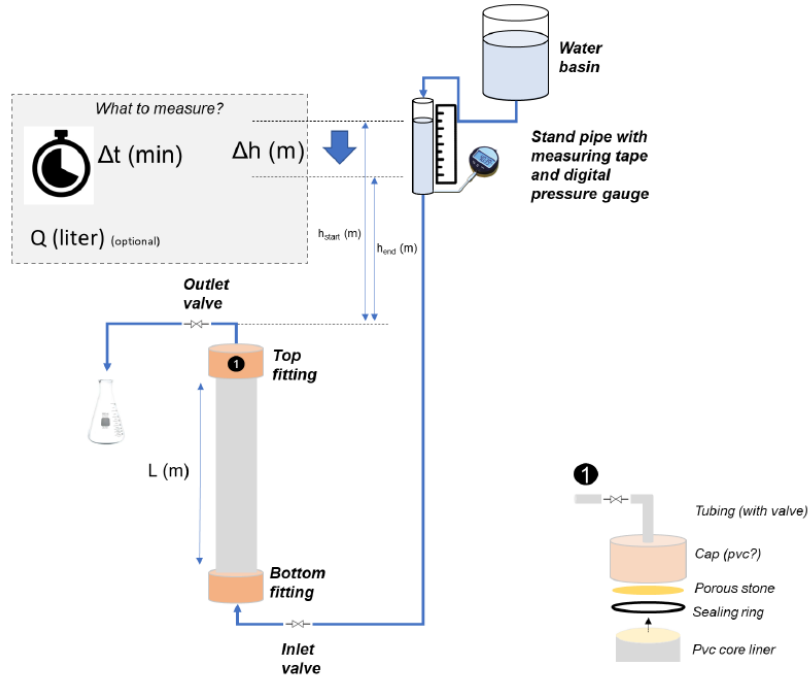 Water
basin
What to measure?
Δt (min)
Δh (m)
Stand pipe with
measuring tape
and digital
pressure gauge
Q (liter) (optional)
hstart (m)
hend (m)
Outlet
valve
1
Top
fitting
L (m)
Bottom
fitting
Inlet
valve
1
Tubing (with valve)
Cap (pvc?)
Porous stone
Sealing ring
Pvc core liner